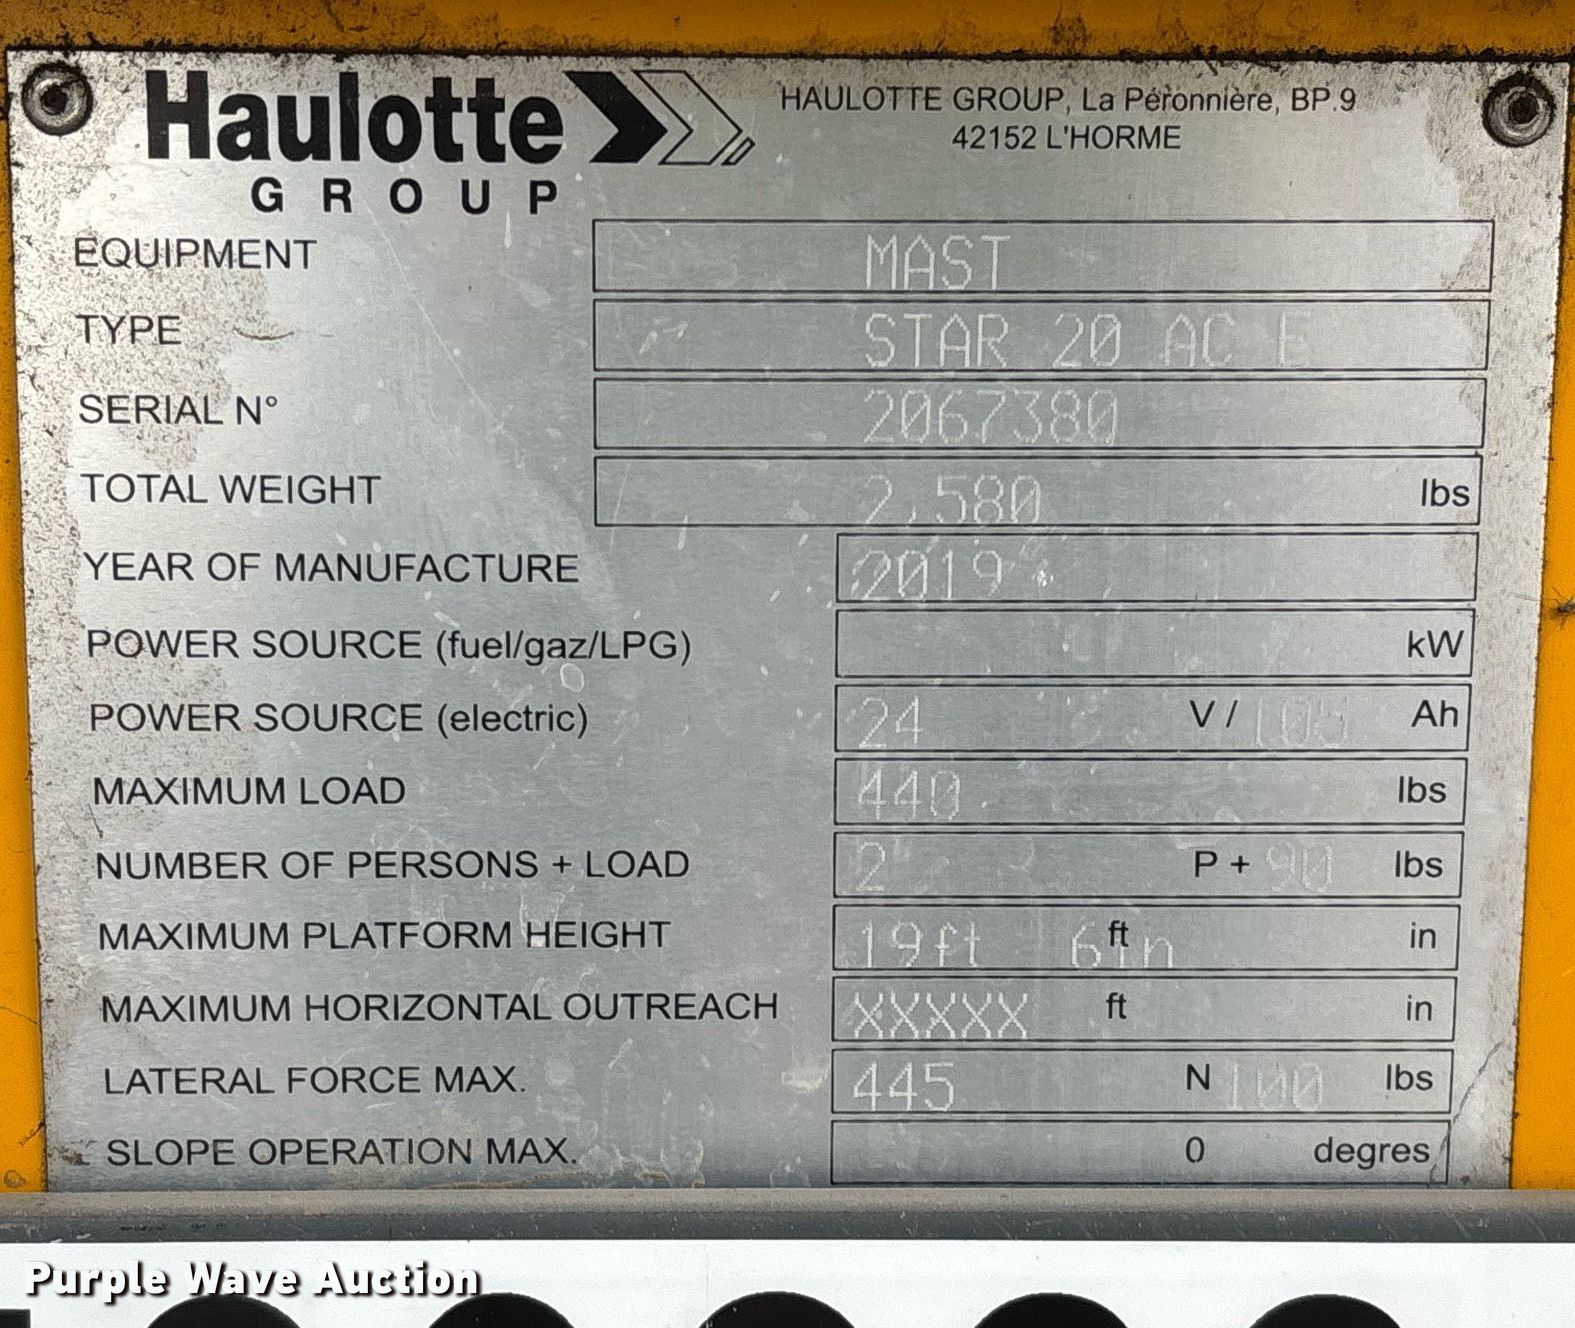 Haulotte
GROUP
HAULOTTE GROUP, La Péronnière, BP.9
42152 L'HORME
EQUIPMENT MAST
TYPE STAR 20 AC E
SERIAL N° 2067380
TOTAL WEIGHT 2,580 lbs
YEAR OF MANUFACTURE 2019
POWER SOURCE (fuel/gaz/LPG) kW
POWER SOURCE (electric) 24 V / 105 Ah
MAXIMUM LOAD 440 lbs
NUMBER OF PERSONS + LOAD 2 P + 90 lbs
MAXIMUM PLATFORM HEIGHT 19ft 6in ft in
MAXIMUM HORIZONTAL OUTREACH XXXXX ft in
LATERAL FORCE MAX. 445 N 100 lbs
SLOPE OPERATION MAX. 0 degres
Purple Wave Auction